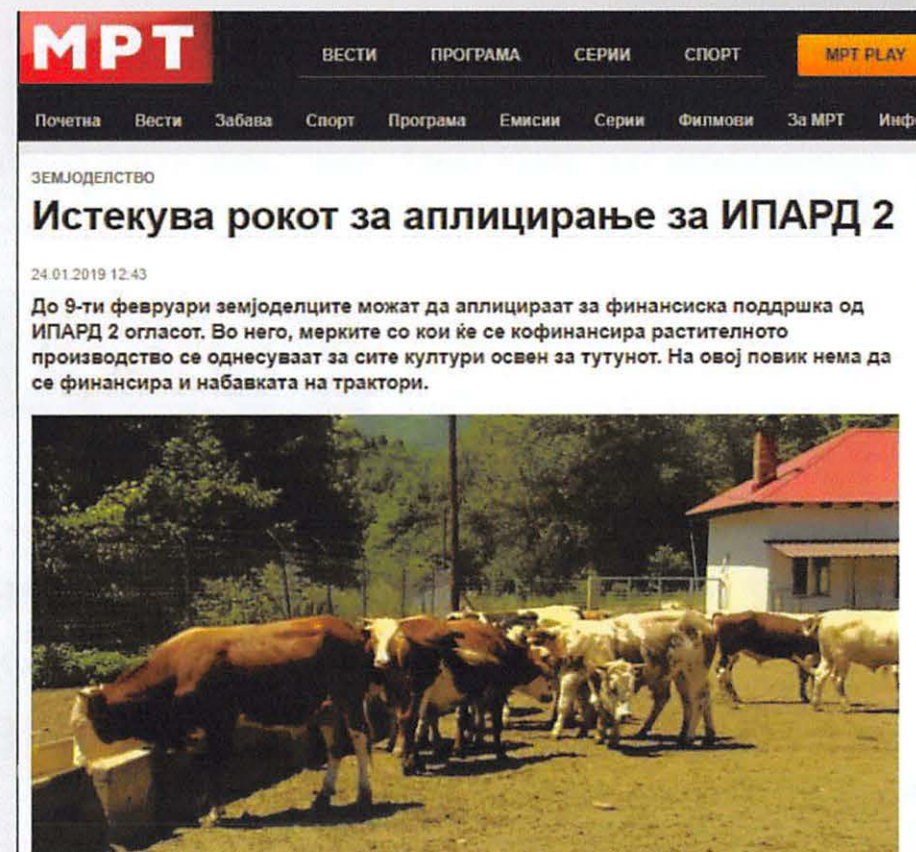 МРТ
ВЕСТИ ПРОГРАМА СЕРИИ СПОРТ МРТ PLAY
Почетна Вести Забава Спорт Програма Емисии Серии Филмови За МРТ Инфо
ЗЕМЈОДЕЛСТВО
Истекува рокот за аплицирање за ИПАРД 2
24.01.2019 12:43
До 9-ти февруари земјоделците можат да аплицираат за финансиска поддршка од
ИПАРД 2 огласот. Во него, мерките со кои ќе се кофинансира растителното
производство се однесуваат за сите култури освен за тутунот. На овој повик нема да
се финансира и набавката на трактори.